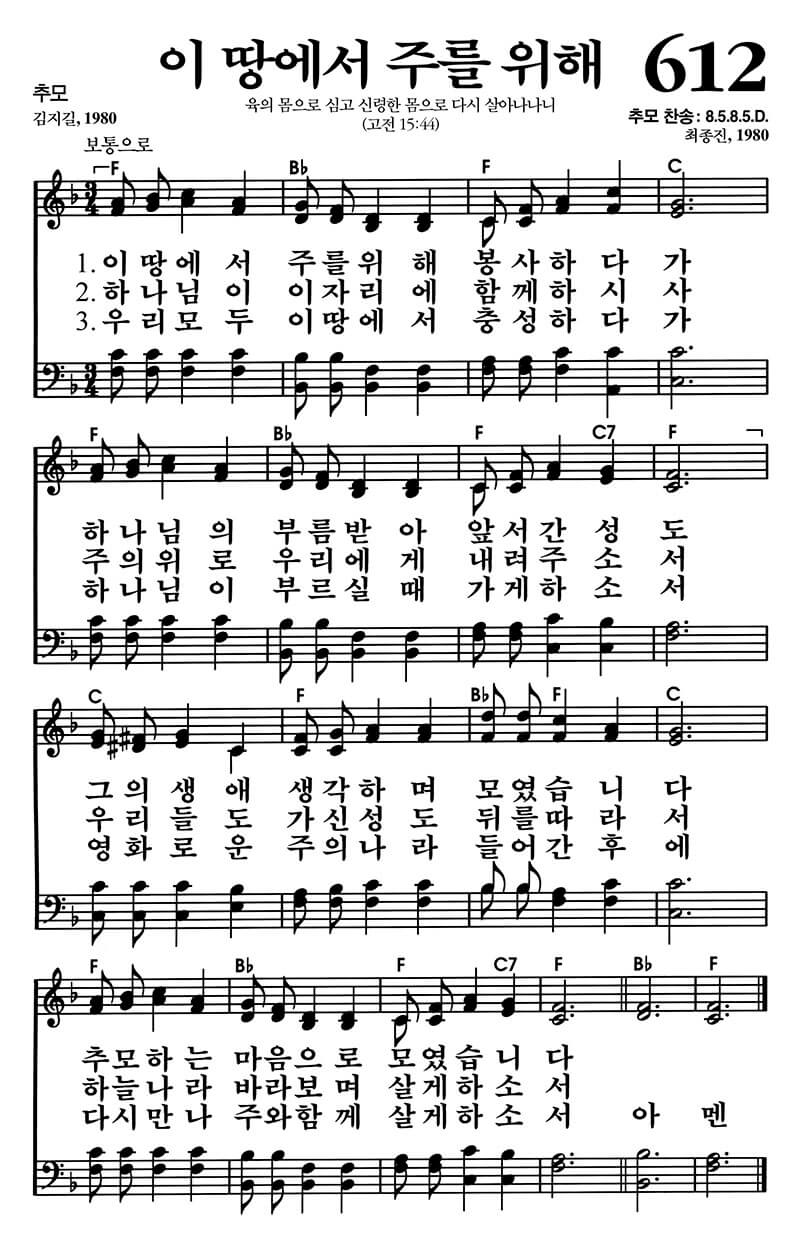 이 땅에서 주를 위해 612
추모
육의 몸으로 심고 신령한 몸으로 다시 살아나나니
추모 찬송: 8.5.8.5.D.
김지길, 1980
(고전 15:44)
최종진, 1980
보통으로
F B♭ F C
1. 이 땅에서 주를위해 봉사하다가
2. 하나님이 이자리에 함께하시사
3. 우리모두 이땅에서 충성하다가
F B♭ F C7 F
하나님의 부름받아 앞서간성도
주의위로 우리에게 내려주소서
하나님이 부르실때 가게하소서
C F B♭ F C
그의생애 생각하며 모였습니다
우리들도 가신성도 뒤를따라서
영화로운 주의나라 들어간후에
F B♭ F C7 F B♭ F
추모하는 마음으로 모였습니다
하늘나라 바라보며 살게하소서
다시만나 주와함께 살게하소서 아멘